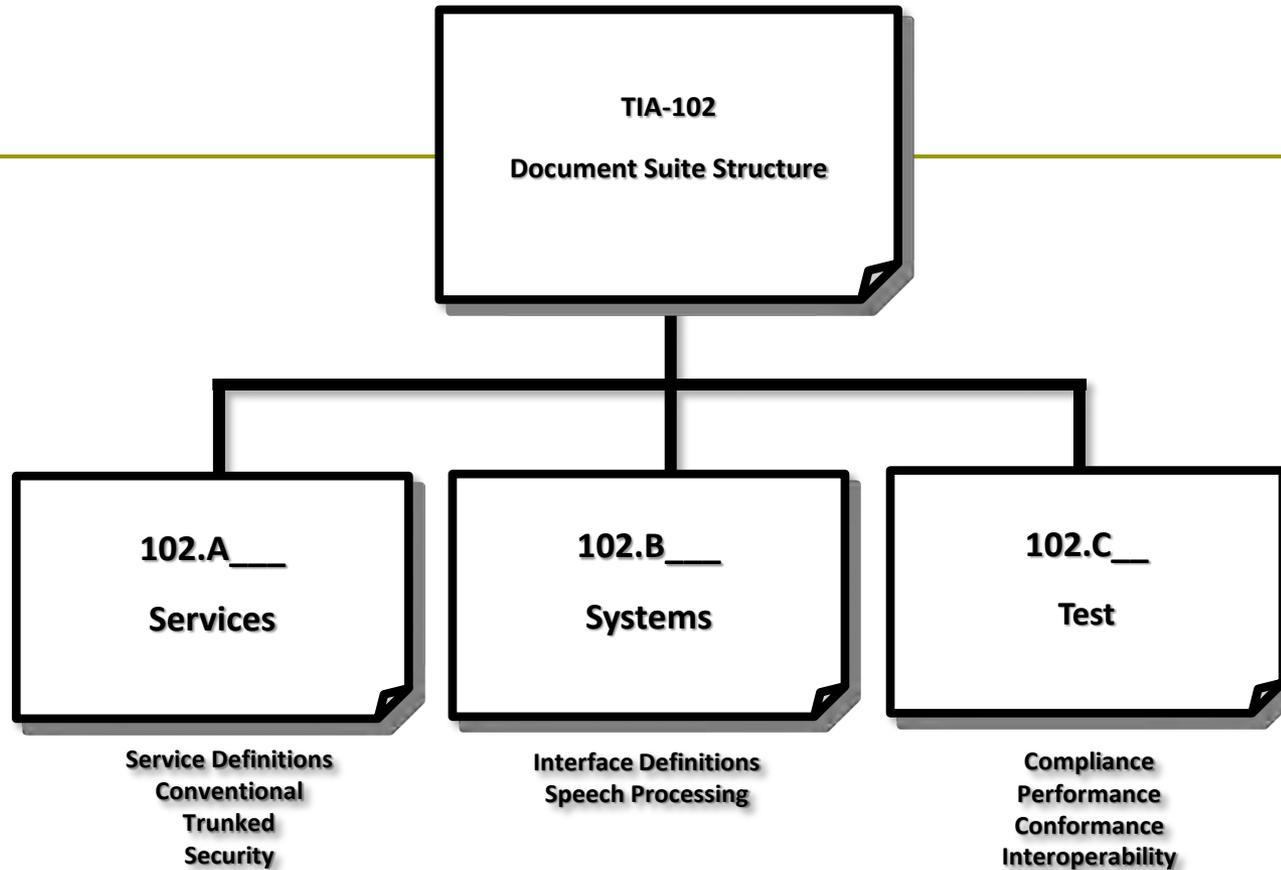 TIA-102
Document Suite Structure
102.A___
Services
Service Definitions
Conventional
Trunked
Security
102.B___
Systems
Interface Definitions
Speech Processing
102.C__
Test
Compliance
Performance
Conformance
Interoperability